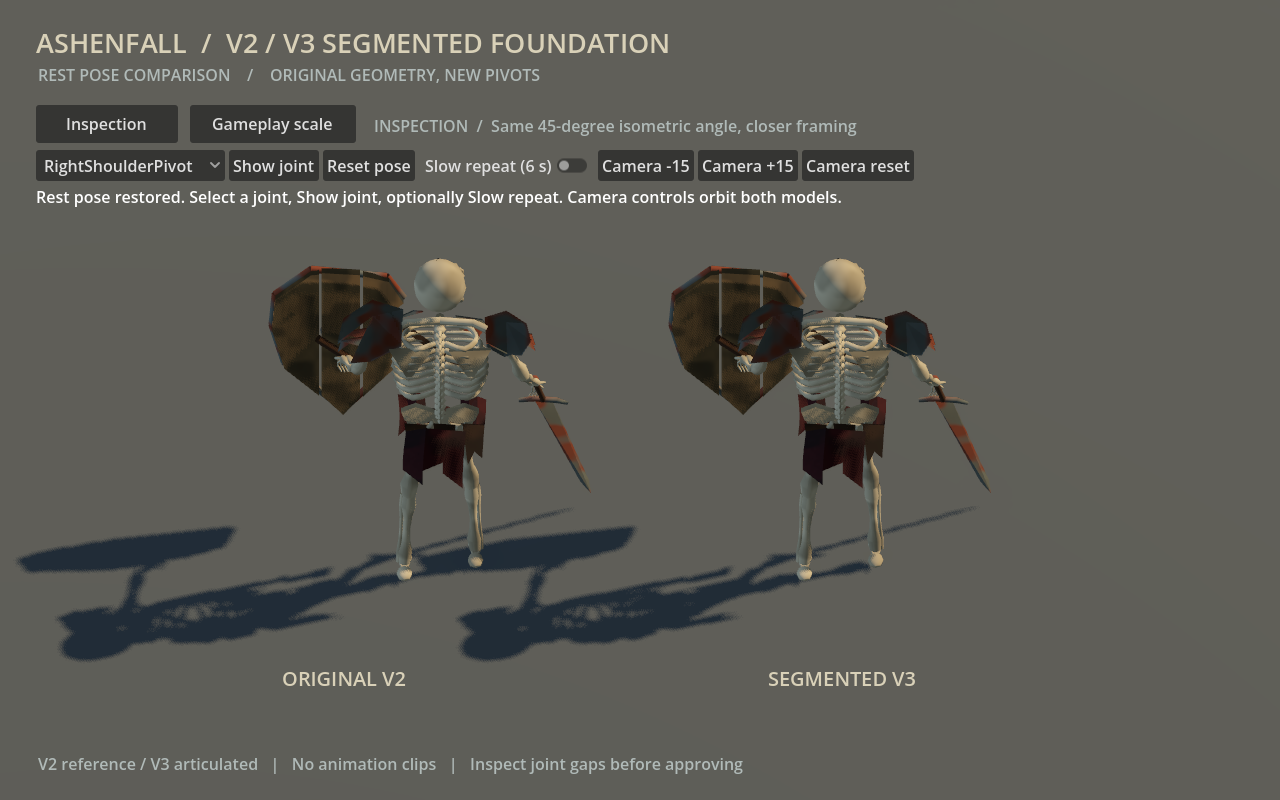 ASHENFALL / V2 / V3 SEGMENTED FOUNDATION
REST POSE COMPARISON / ORIGINAL GEOMETRY, NEW PIVOTS
Inspection Gameplay scale INSPECTION / Same 45-degree isometric angle, closer framing
RightShoulderPivot Show joint Reset pose Slow repeat (6 s) Camera -15 Camera +15 Camera reset
Rest pose restored. Select a joint, Show joint, optionally Slow repeat. Camera controls orbit both models.
ORIGINAL V2 SEGMENTED V3
V2 reference / V3 articulated | No animation clips | Inspect joint gaps before approving